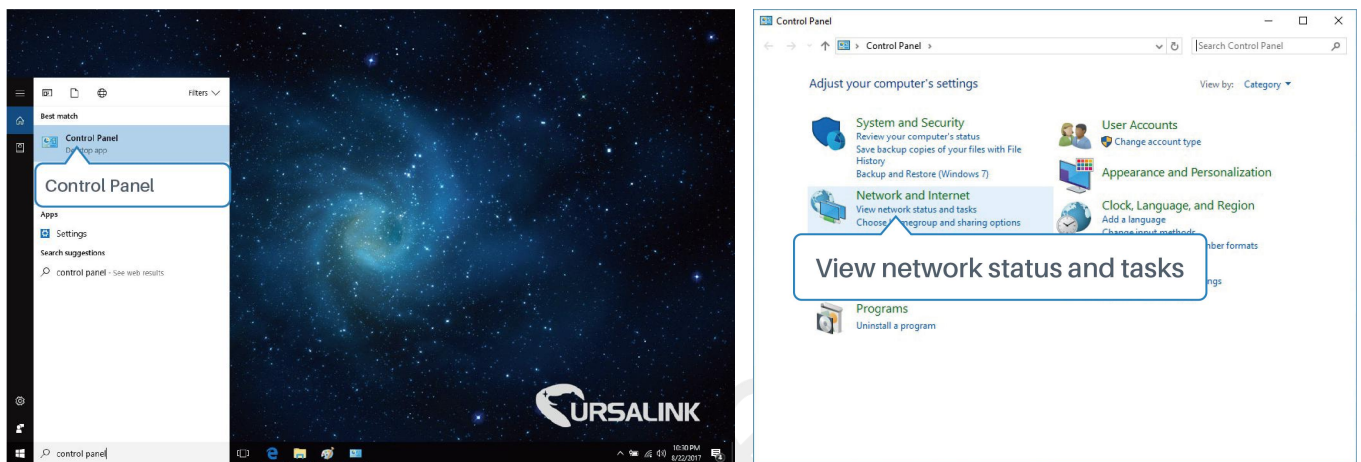 Filters
Best match
Control Panel
Desktop app
Control Panel
Apps
Settings
Search suggestions
control panel - See web results
control panel
URSALINK
10:30 PM
8/22/2017
Control Panel
Control Panel
Search Control Panel
Adjust your computer's settings
View by: Category
System and Security
Review your computer's status
Save backup copies of your files with File
History
Backup and Restore (Windows 7)
Network and Internet
View network status and tasks
Choose homegroup and sharing options
View network status and tasks
Programs
Uninstall a program
User Accounts
Change account type
Appearance and Personalization
Clock, Language, and Region
Add a language
Change input methods